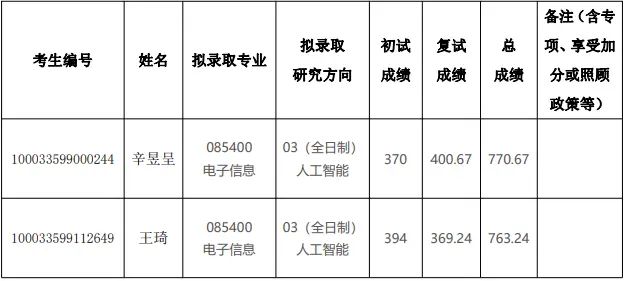 考生编号 姓名 拟录取专业 拟录取研究方向 初试成绩 复试成绩 总成绩 备注（含专项、享受加分或照顾政策等）
100033599000244 辛昱呈 085400 电子信息 03（全日制）人工智能 370 400.67 770.67
100033599112649 王琦 085400 电子信息 03（全日制）人工智能 394 369.24 763.24